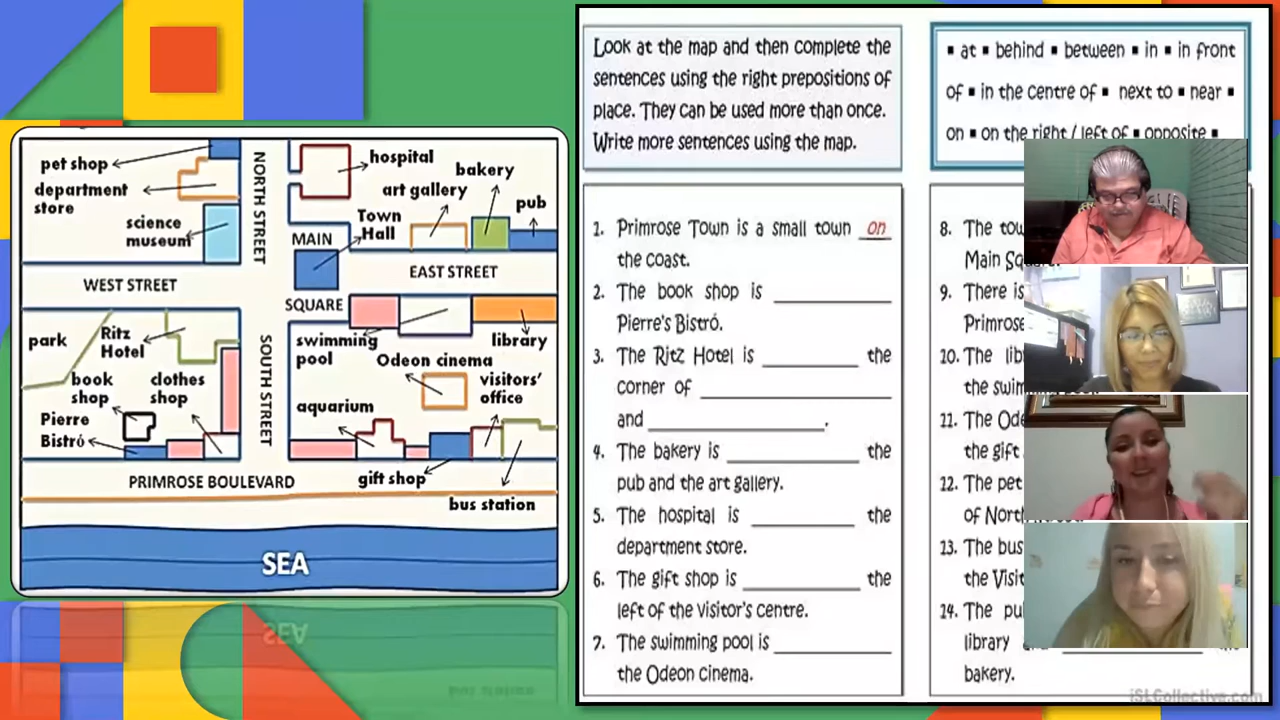 pet shop
department
store
science
museum
NORTH STREET
hospital
bakery
art gallery
pub
Town
Hall
MAIN
EAST STREET
WEST STREET
SQUARE
park
Ritz
Hotel
swimming
pool
library
Odeon cinema
SOUTH STREET
book
shop
clothes
shop
visitors'
office
aquarium
Pierre
Bistró
gift shop
PRIMROSE BOULEVARD
bus station
SEA
Look at the map and then complete the
sentences using the right prepositions of
place. They can be used more than once.
Write more sentences using the map.
▪ at ▪ behind ▪ between ▪ in ▪ in front
of ▪ in the centre of ▪ next to ▪ near ▪
on ▪ on the right / left of ▪ opposite ▪
1. Primrose Town is a small town on
the coast.
2. The book shop is ____________
Pierre's Bistró.
3. The Ritz Hotel is __________ the
corner of ____________________
and __________________.
4. The bakery is ______________ the
pub and the art gallery.
5. The hospital is ___________ the
department store.
6. The gift shop is ____________ the
left of the visitor's centre.
7. The swimming pool is ____________
the Odeon cinema.
8. The
Main
9. There is
Primrose
10. The
the
11. The
the gift
12. The pet
of
13. The bus
the
14. The
library
bakery.
iSLCollective.com